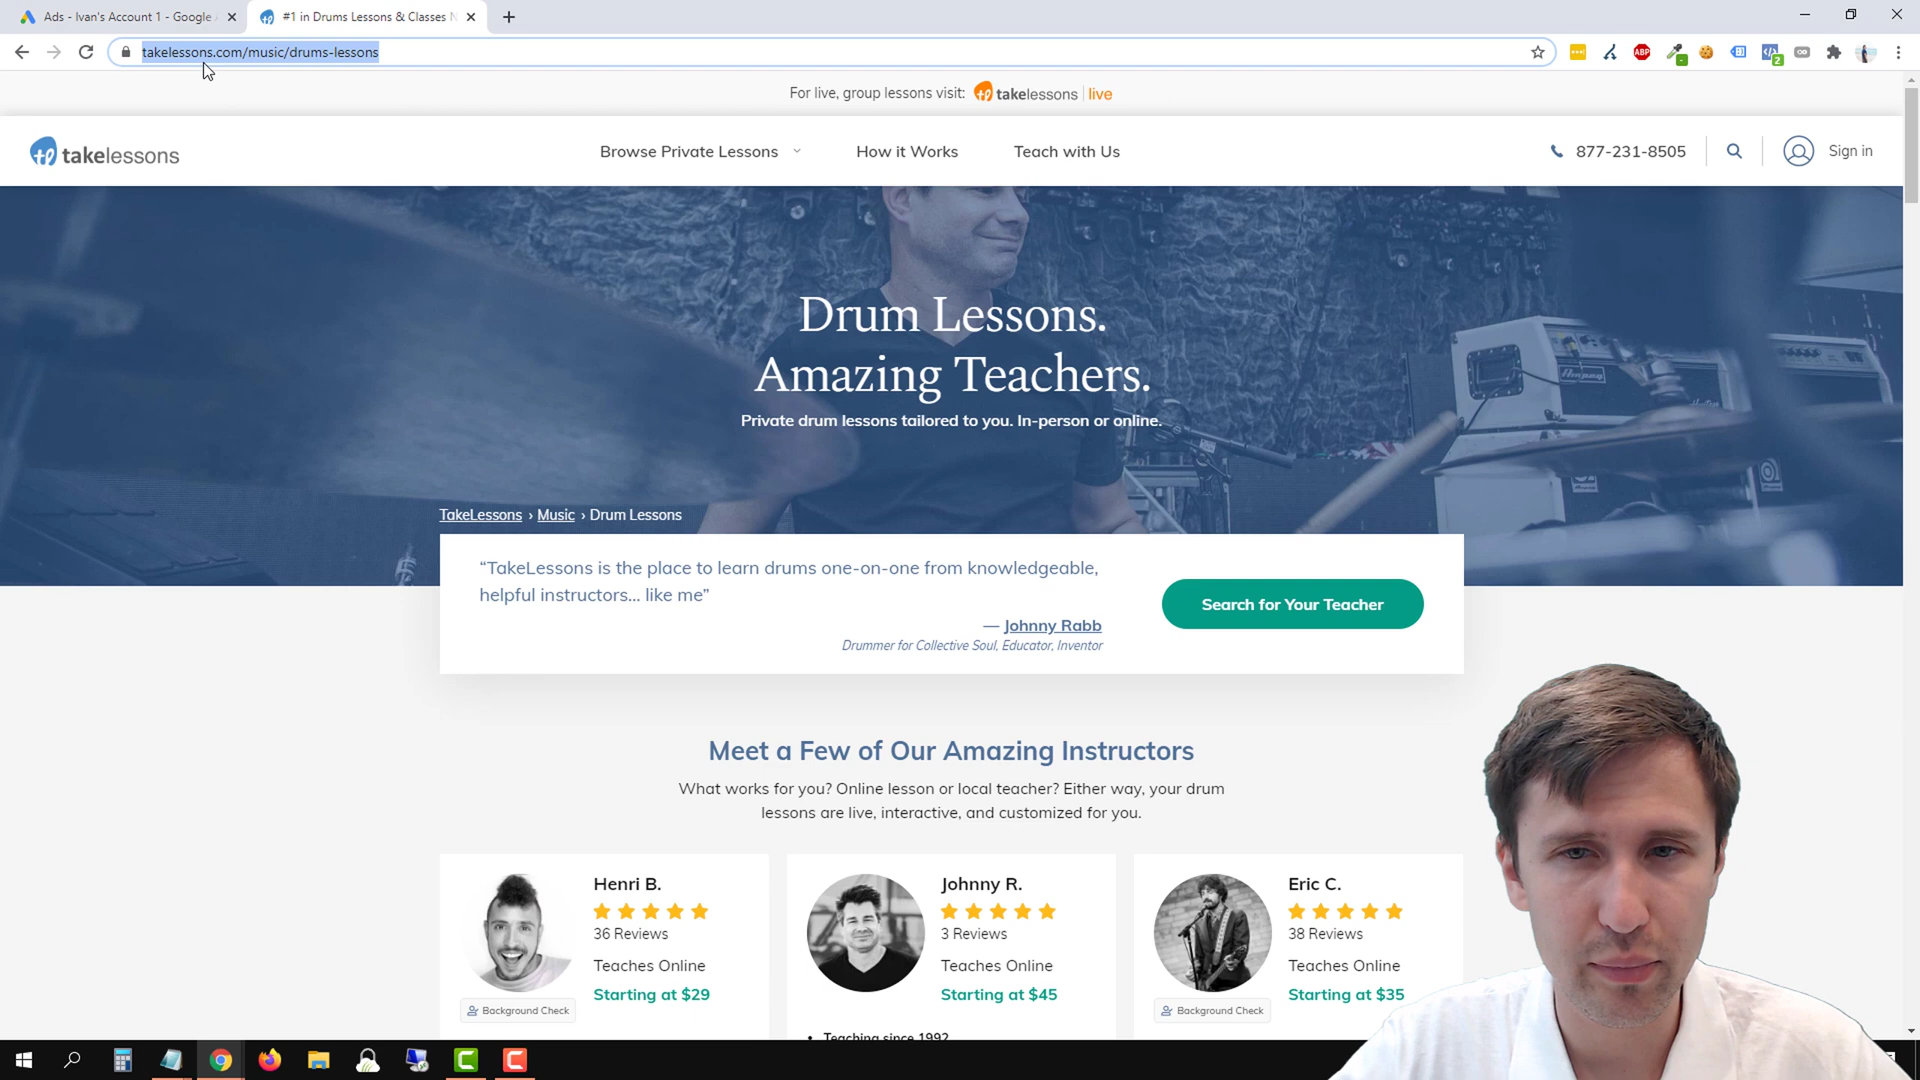 Ads - Ivan's Account 1 - Google
#1 in Drums Lessons & Classes N
takelessons.com/music/drums-lessons
ABP
2
For live, group lessons visit: takelessons live
takelessons
Browse Private Lessons
How it Works
Teach with Us
877-231-8505
Sign in
Drum Lessons.
Amazing Teachers.
Private drum lessons tailored to you. In-person or online.
TakeLessons › Music › Drum Lessons
“TakeLessons is the place to learn drums one-on-one from knowledgeable,
helpful instructors... like me”
— Johnny Rabb
Drummer for Collective Soul, Educator, Inventor
Search for Your Teacher
Meet a Few of Our Amazing Instructors
What works for you? Online lesson or local teacher? Either way, your drum
lessons are live, interactive, and customized for you.
Henri B.
36 Reviews
Teaches Online
Starting at $29
Background Check
Johnny R.
3 Reviews
Teaches Online
Starting at $45
• Teaching since 1992
Eric C.
38 Reviews
Teaches Online
Starting at $35
Background Check
Ampeg